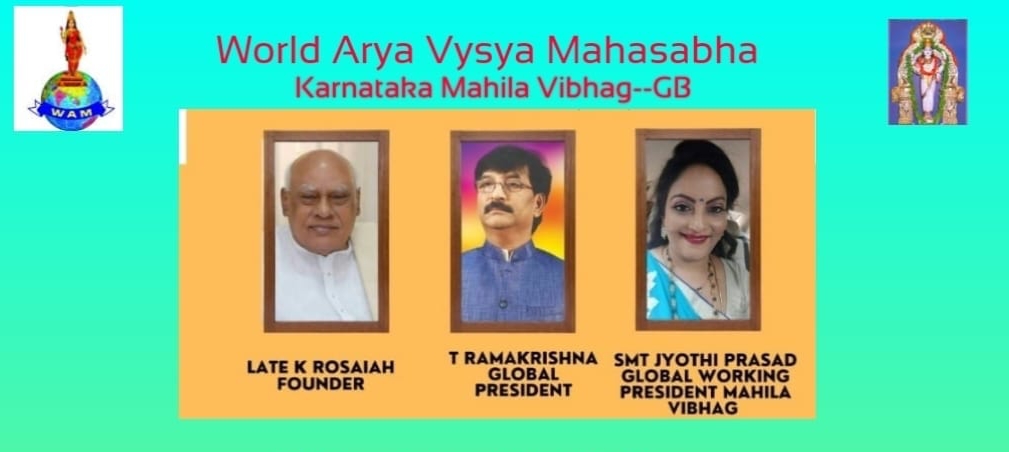 World Arya Vysya Mahasabha
Karnataka Mahila Vibhag--GB
WAM
LATE K ROSAIAH
FOUNDER
T RAMAKRISHNA
GLOBAL
PRESIDENT
SMT JYOTHI PRASAD
GLOBAL WORKING
PRESIDENT MAHILA
VIBHAG